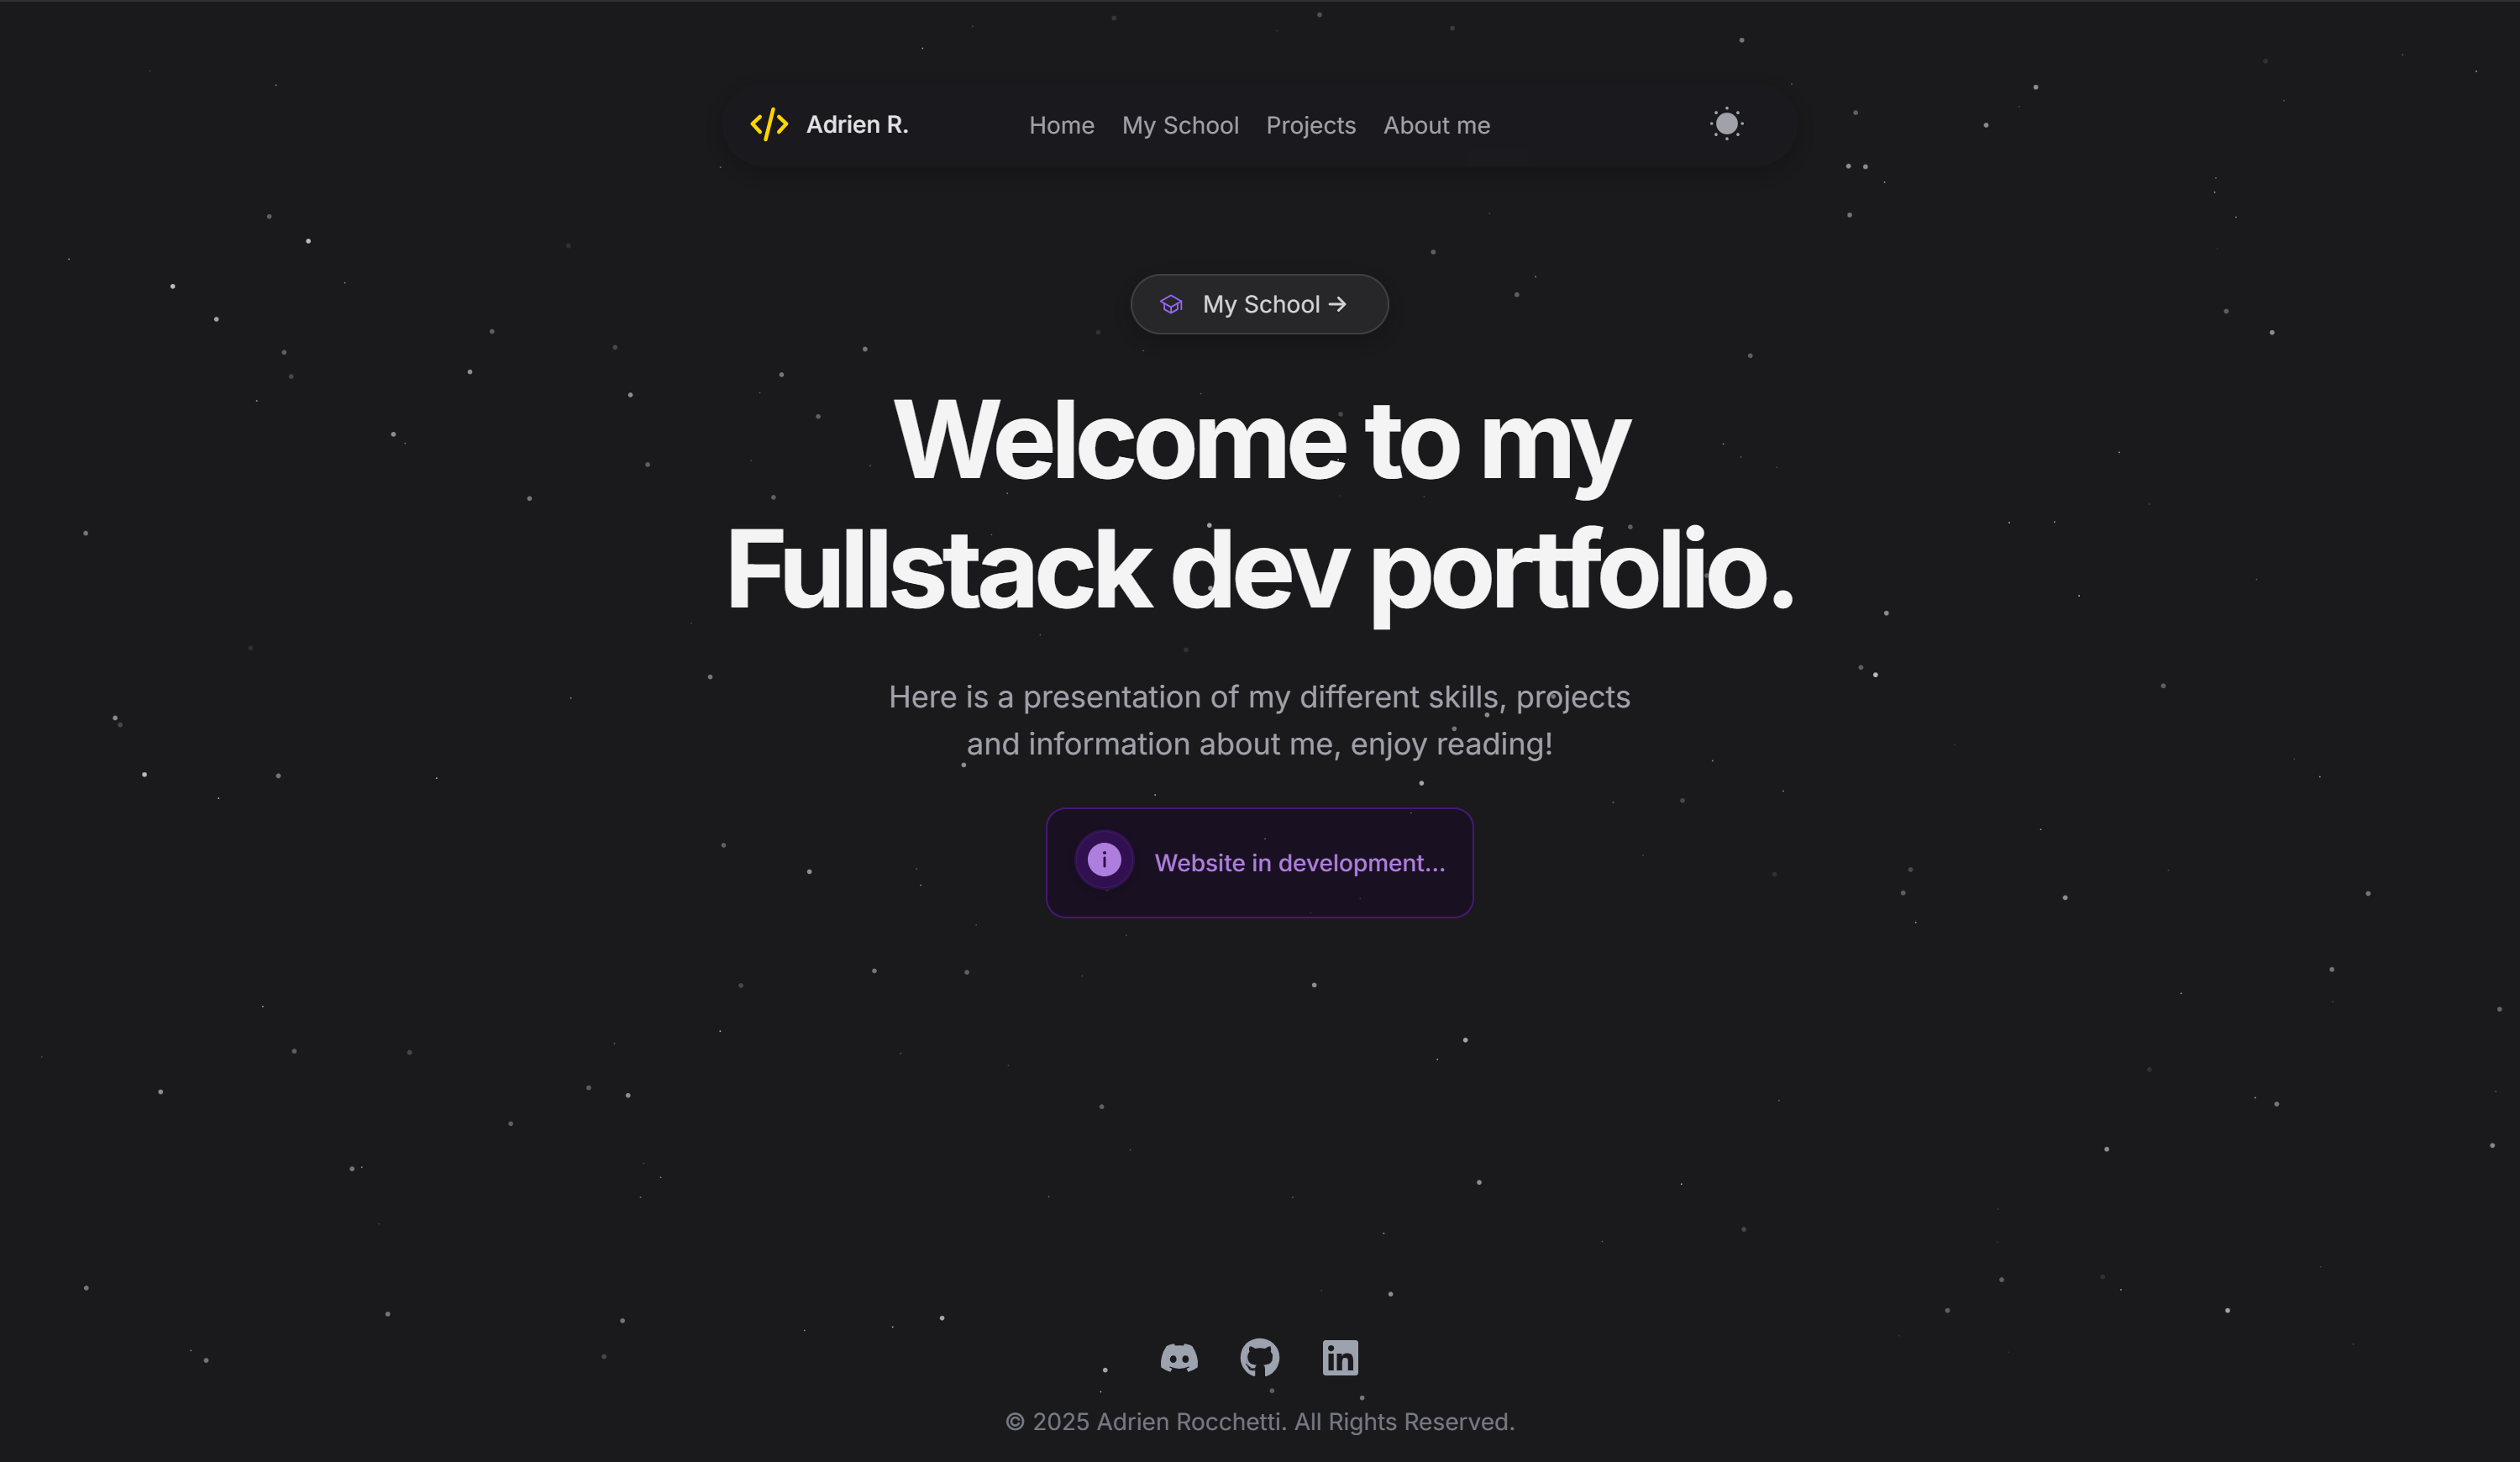 Adrien R.
Home
My School
Projects
About me
My School →
Welcome to my
Fullstack dev portfolio.
Here is a presentation of my different skills, projects
and information about me, enjoy reading!
Website in development...
© 2025 Adrien Rocchetti. All Rights Reserved.